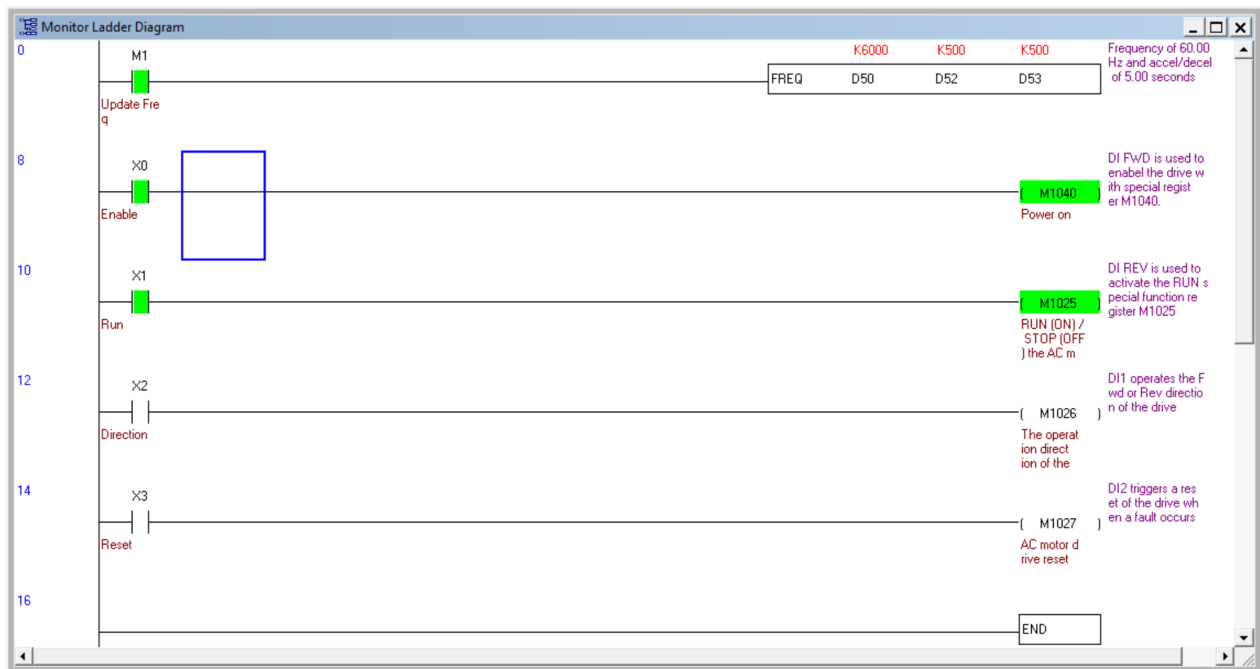 Monitor Ladder Diagram
0
M1
K6000 K500 K500
Frequency of 60.00
Hz and accel/decel
of 5.00 seconds
FREQ D50 D52 D53
Update Fre
q
8
X0
DI FWD is used to
enabel the drive w
ith special regist
er M1040.
M1040
Enable
Power on
10
X1
DI REV is used to
activate the RUN s
pecial function re
gister M1025
M1025
Run
RUN (ON) /
STOP (OFF
) the AC m
12
X2
DI1 operates the F
wd or Rev directio
n of the drive
M1026
Direction
The operat
ion direct
ion of the
14
X3
DI2 triggers a res
et of the drive wh
en a fault occurs
M1027
Reset
AC motor d
rive reset
16
END